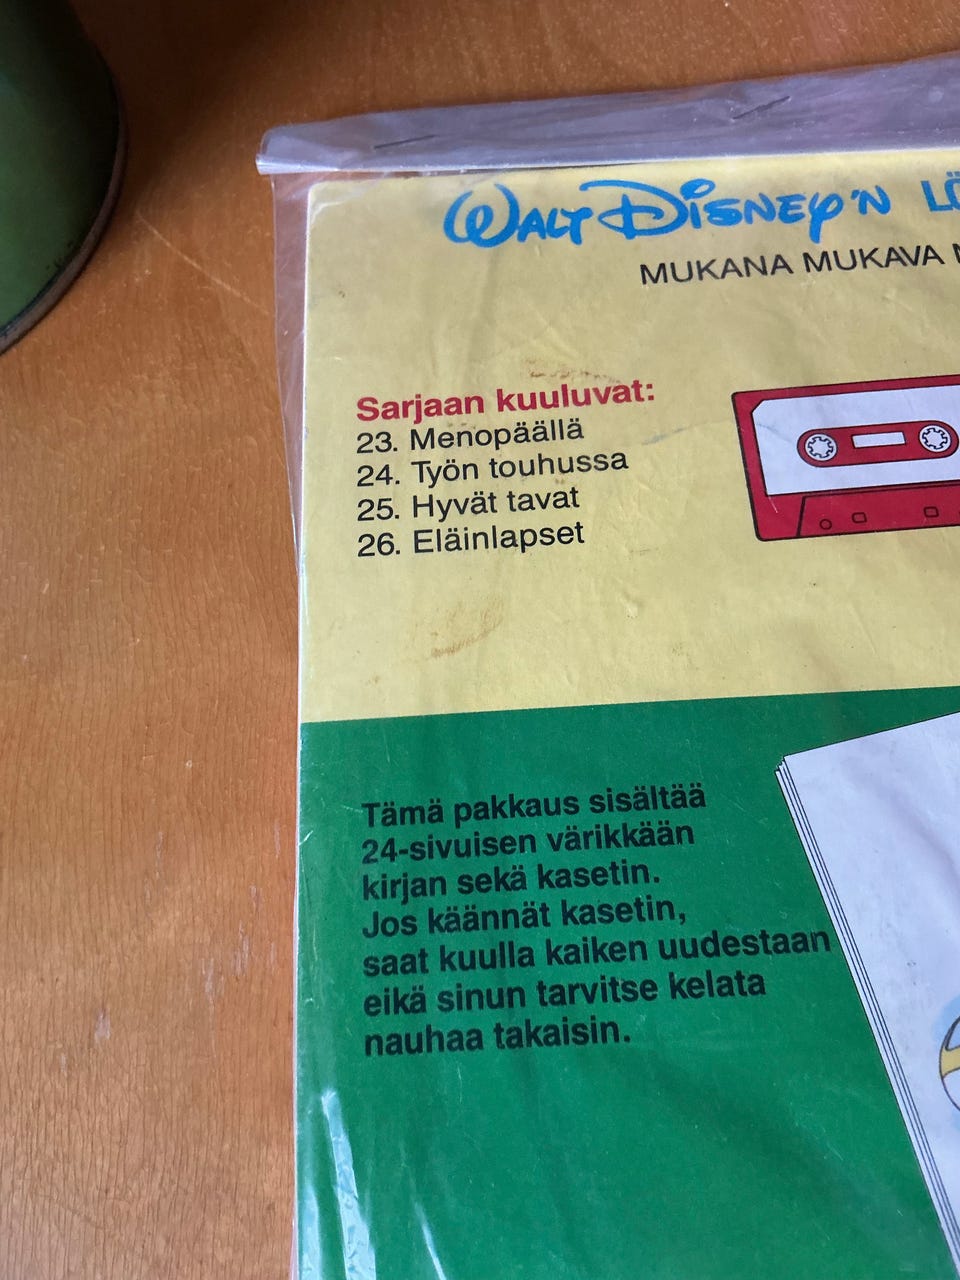 WALT DISNEY'N LÖ
MUKANA MUKAVA
Sarjaan kuuluvat:
23. Menopäällä
24. Työn touhussa
25. Hyvät tavat
26. Eläinlapset
Tämä pakkaus sisältää
24-sivuisen värikkään
kirjan sekä kasetin.
Jos käännät kasetin,
saat kuulla kaiken uudestaan
eikä sinun tarvitse kelata
nauhaa takaisin.